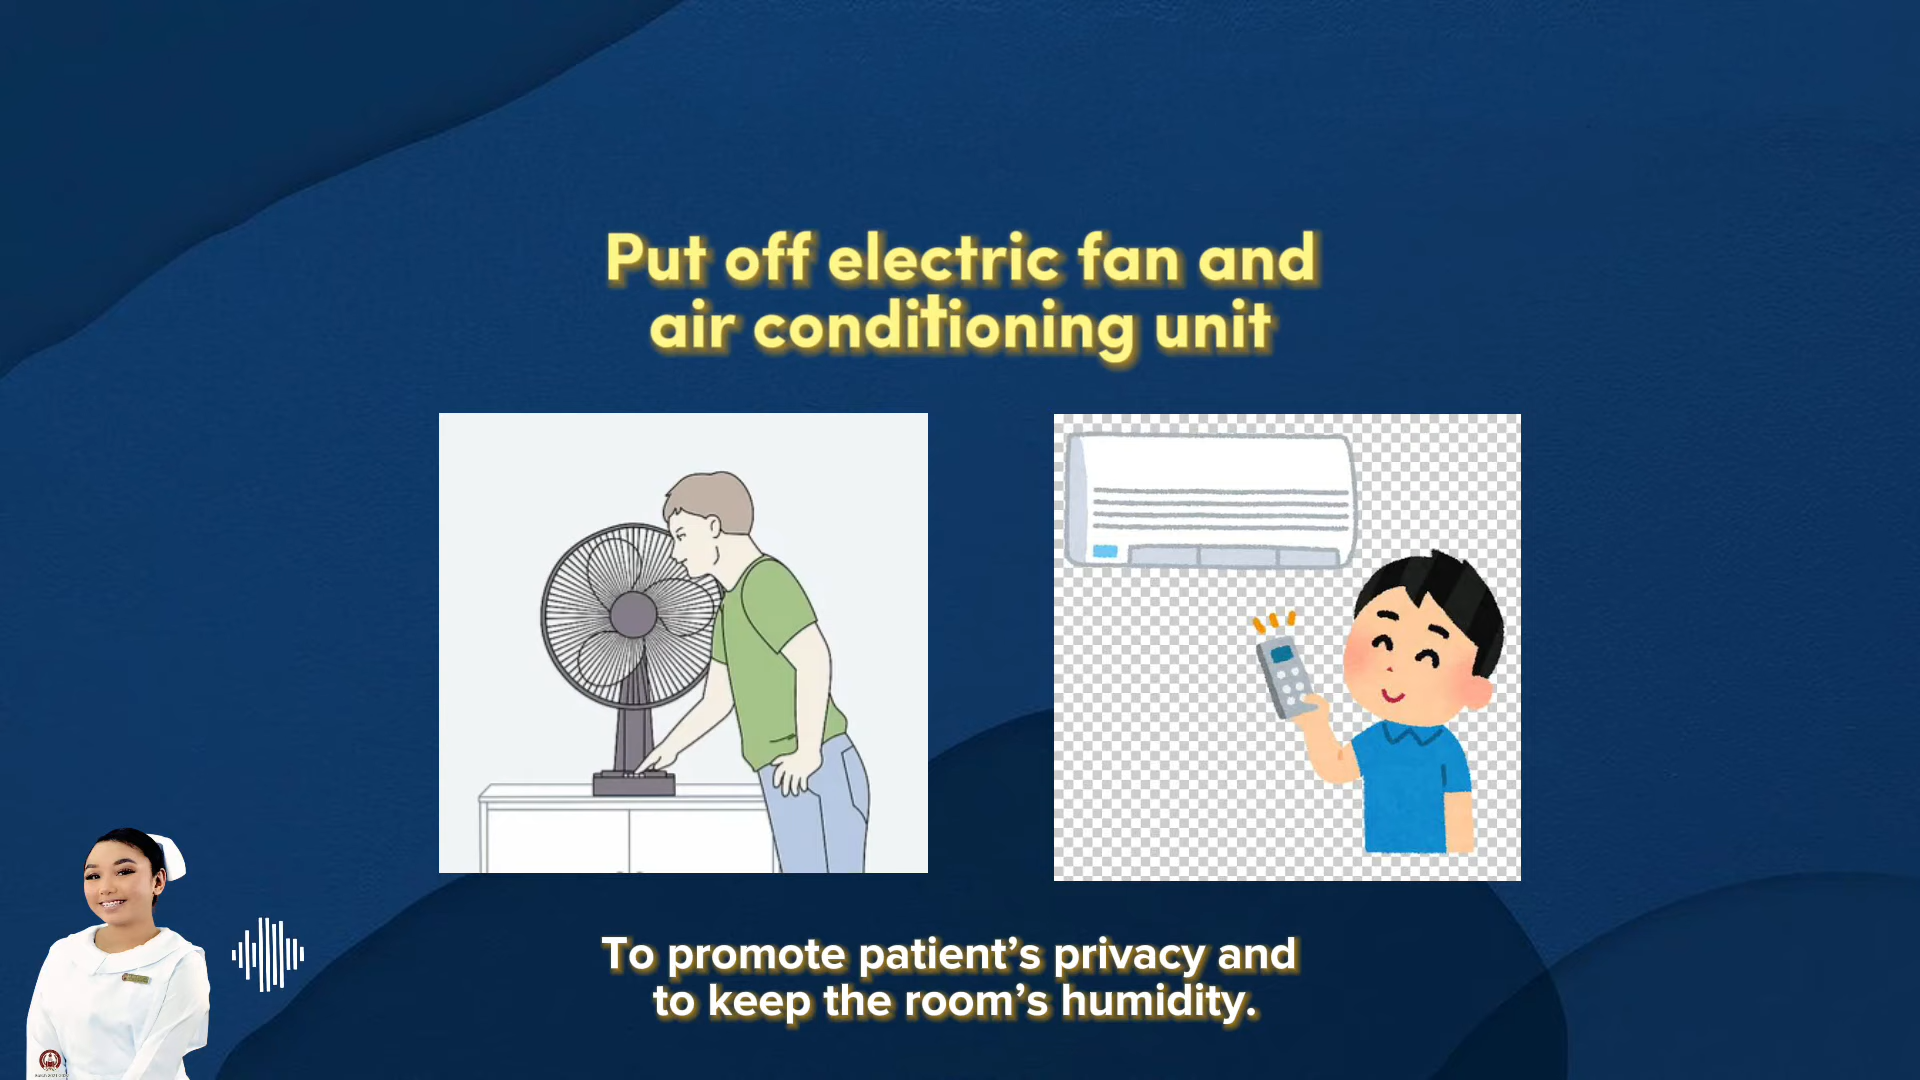 Put off electric fan and
air conditioning unit
To promote patient’s privacy and
to keep the room’s humidity.